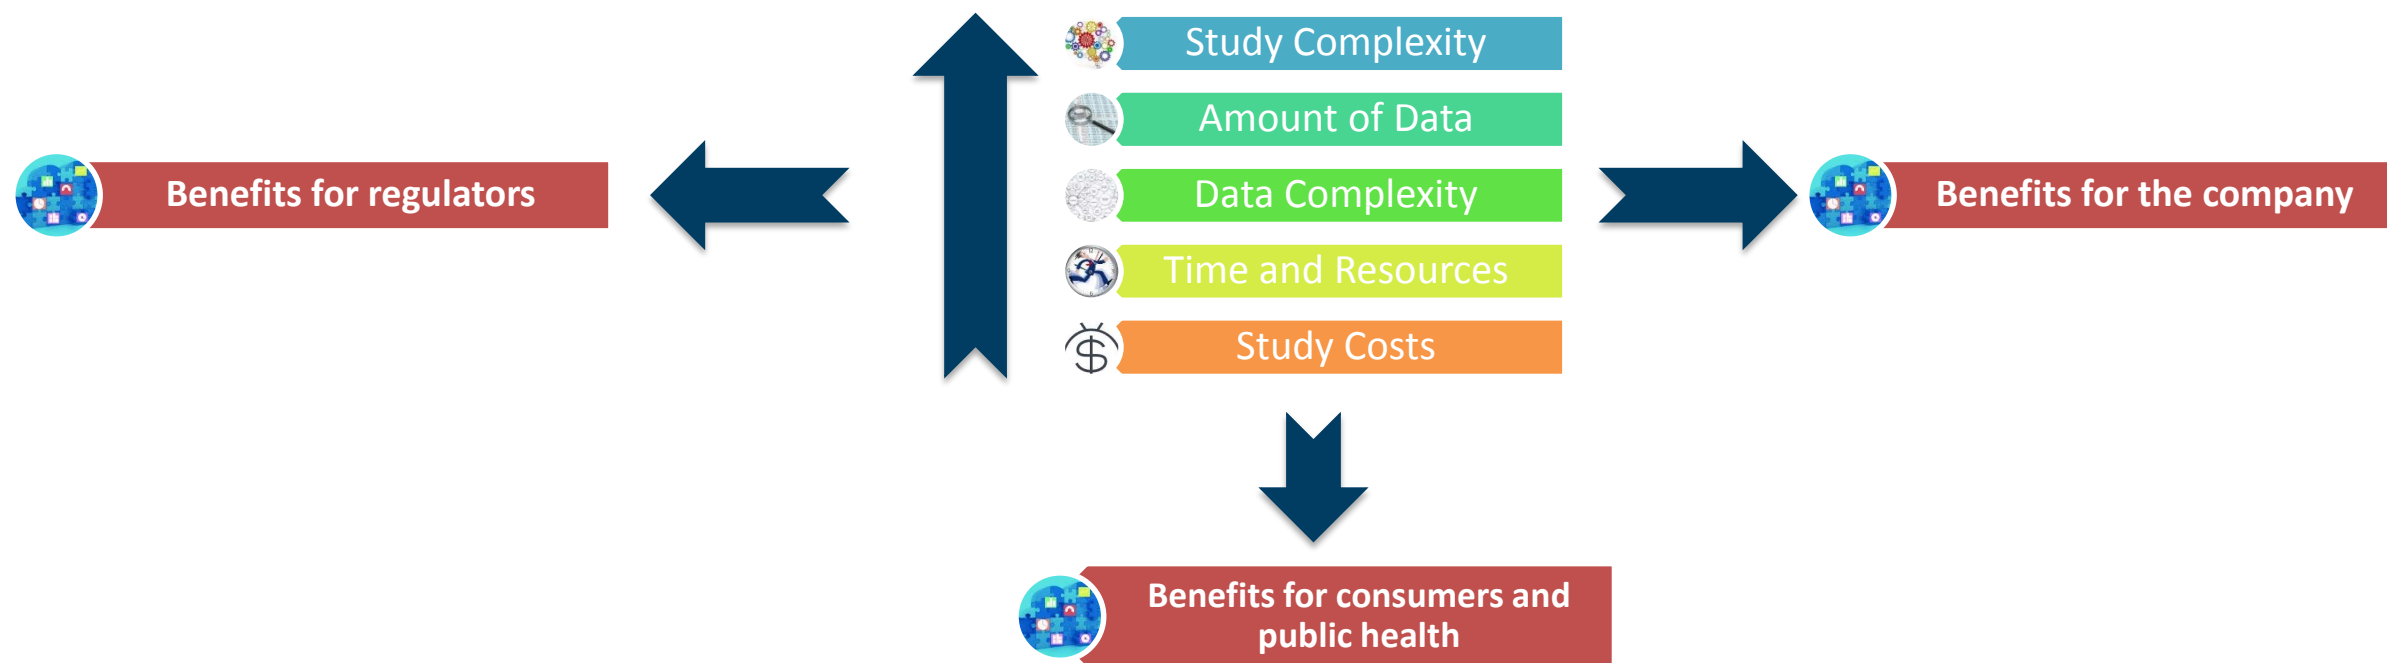 Study Complexity
Amount of Data
Data Complexity
Time and Resources
Study Costs
Benefits for regulators
Benefits for the company
Benefits for consumers and
public health